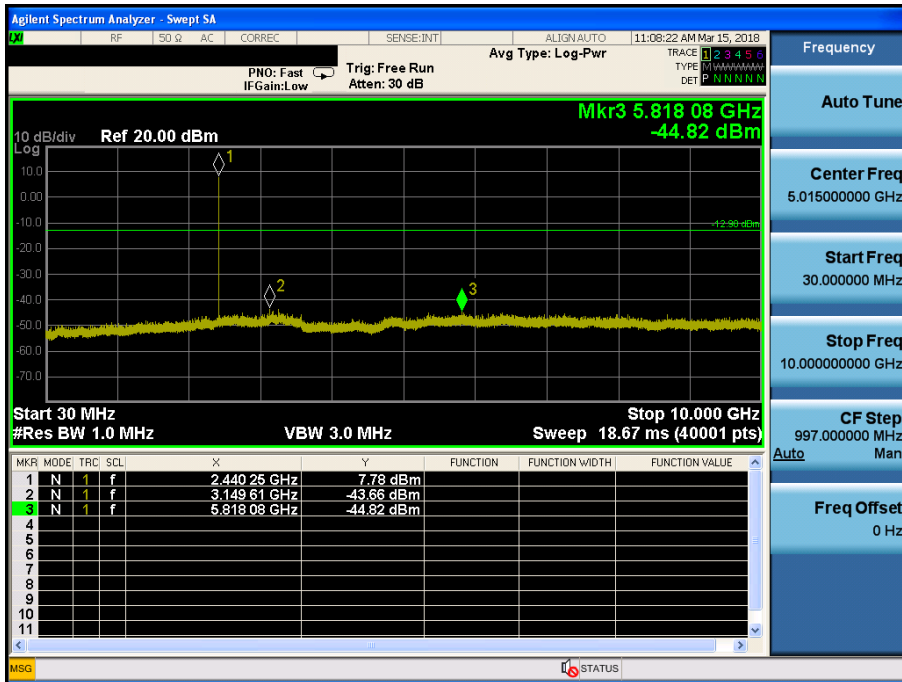 Agilent Spectrum Analyzer - Swept SA
LXI RF 50 Ω AC CORREC SENSE:INT ALIGN AUTO 11:08:22 AM Mar 15, 2018
Avg Type: Log-Pwr TRACE 1 2 3 4 5 6
PNO: Fast Trig: Free Run TYPE M WWWWW
IFGain:Low Atten: 30 dB DET P N N N N N
Mkr3 5.818 08 GHz
-44.82 dBm
10 dB/div Ref 20.00 dBm
Log
1
10.0
0.00
-10.0
-12.90 dBm
-20.0
-30.0
2
3
-40.0
-50.0
-60.0
-70.0
Start 30 MHz Stop 10.000 GHz
#Res BW 1.0 MHz VBW 3.0 MHz Sweep 18.67 ms (40001 pts)
MKR MODE TRC SCL X Y FUNCTION FUNCTION WIDTH FUNCTION VALUE
1 N 1 f 2.440 25 GHz 7.78 dBm
2 N 1 f 3.149 61 GHz -43.66 dBm
3 N 1 f 5.818 08 GHz -44.82 dBm
4
5
6
7
8
9
10
11
MSG STATUS
Frequency
Auto Tune
Center Freq
5.015000000 GHz
Start Freq
30.000000 MHz
Stop Freq
10.000000000 GHz
CF Step
997.000000 MHz
Auto Man
Freq Offset
0 Hz